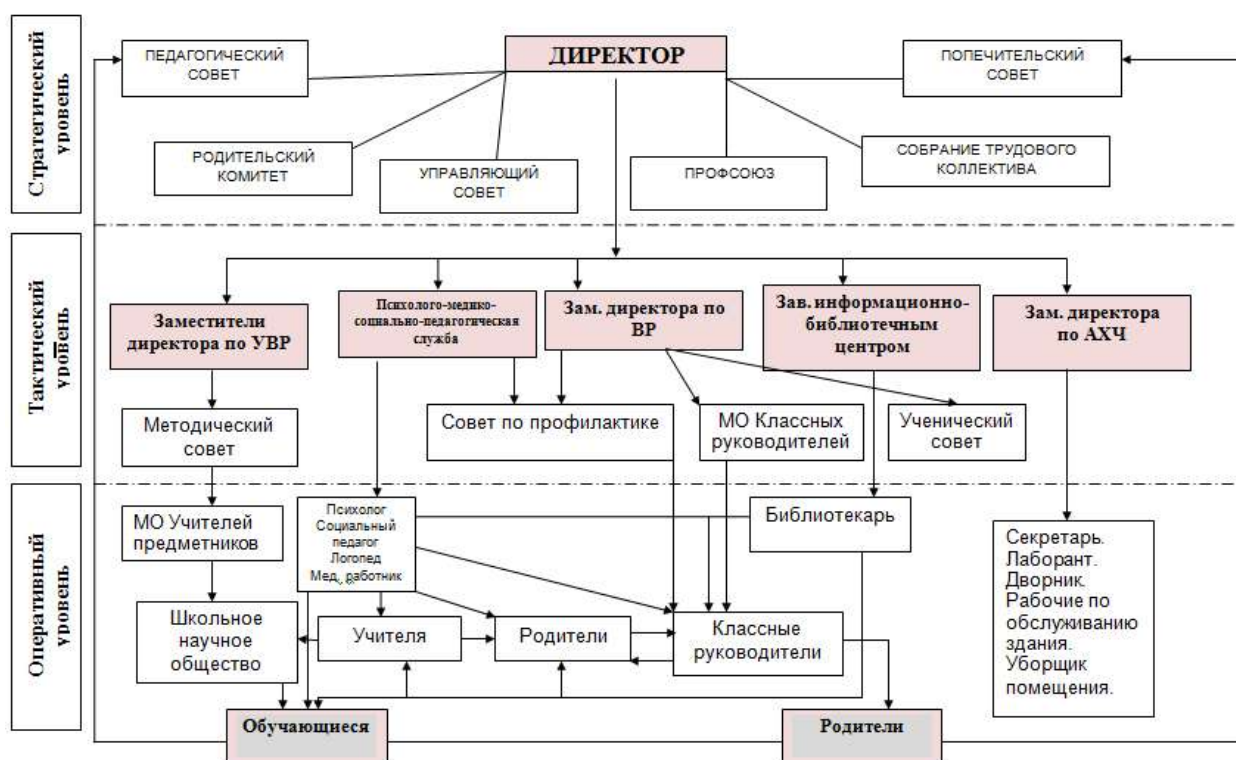 Стратегический
уровень
ПЕДАГОГИЧЕСКИЙ
СОВЕТ
ДИРЕКТОР
ПОПЕЧИТЕЛЬСКИЙ
СОВЕТ
РОДИТЕЛЬСКИЙ
КОМИТЕТ
УПРАВЛЯЮЩИЙ
СОВЕТ
ПРОФСОЮЗ
СОБРАНИЕ ТРУДОВОГО
КОЛЛЕКТИВА
Тактический
уровень
Заместители
директора по УВР
Психолого-медико-
социально-педагогическая
служба
Зам. директора по
ВР
Зав. информационно-
библиотечным
центром
Зам. директора
по АХЧ
Методический
совет
Совет по профилактике
МО Классных
руководителей
Ученический
совет
Оперативный
уровень
МО Учителей
предметников
Психолог
Социальный
педагог
Логопед
Мед. работник
Библиотекарь
Секретарь.
Лаборант.
Дворник.
Рабочие по
обслуживанию
здания.
Уборщик
помещения.
Школьное
научное
общество
Учителя
Родители
Классные
руководители
Обучающиеся
Родители